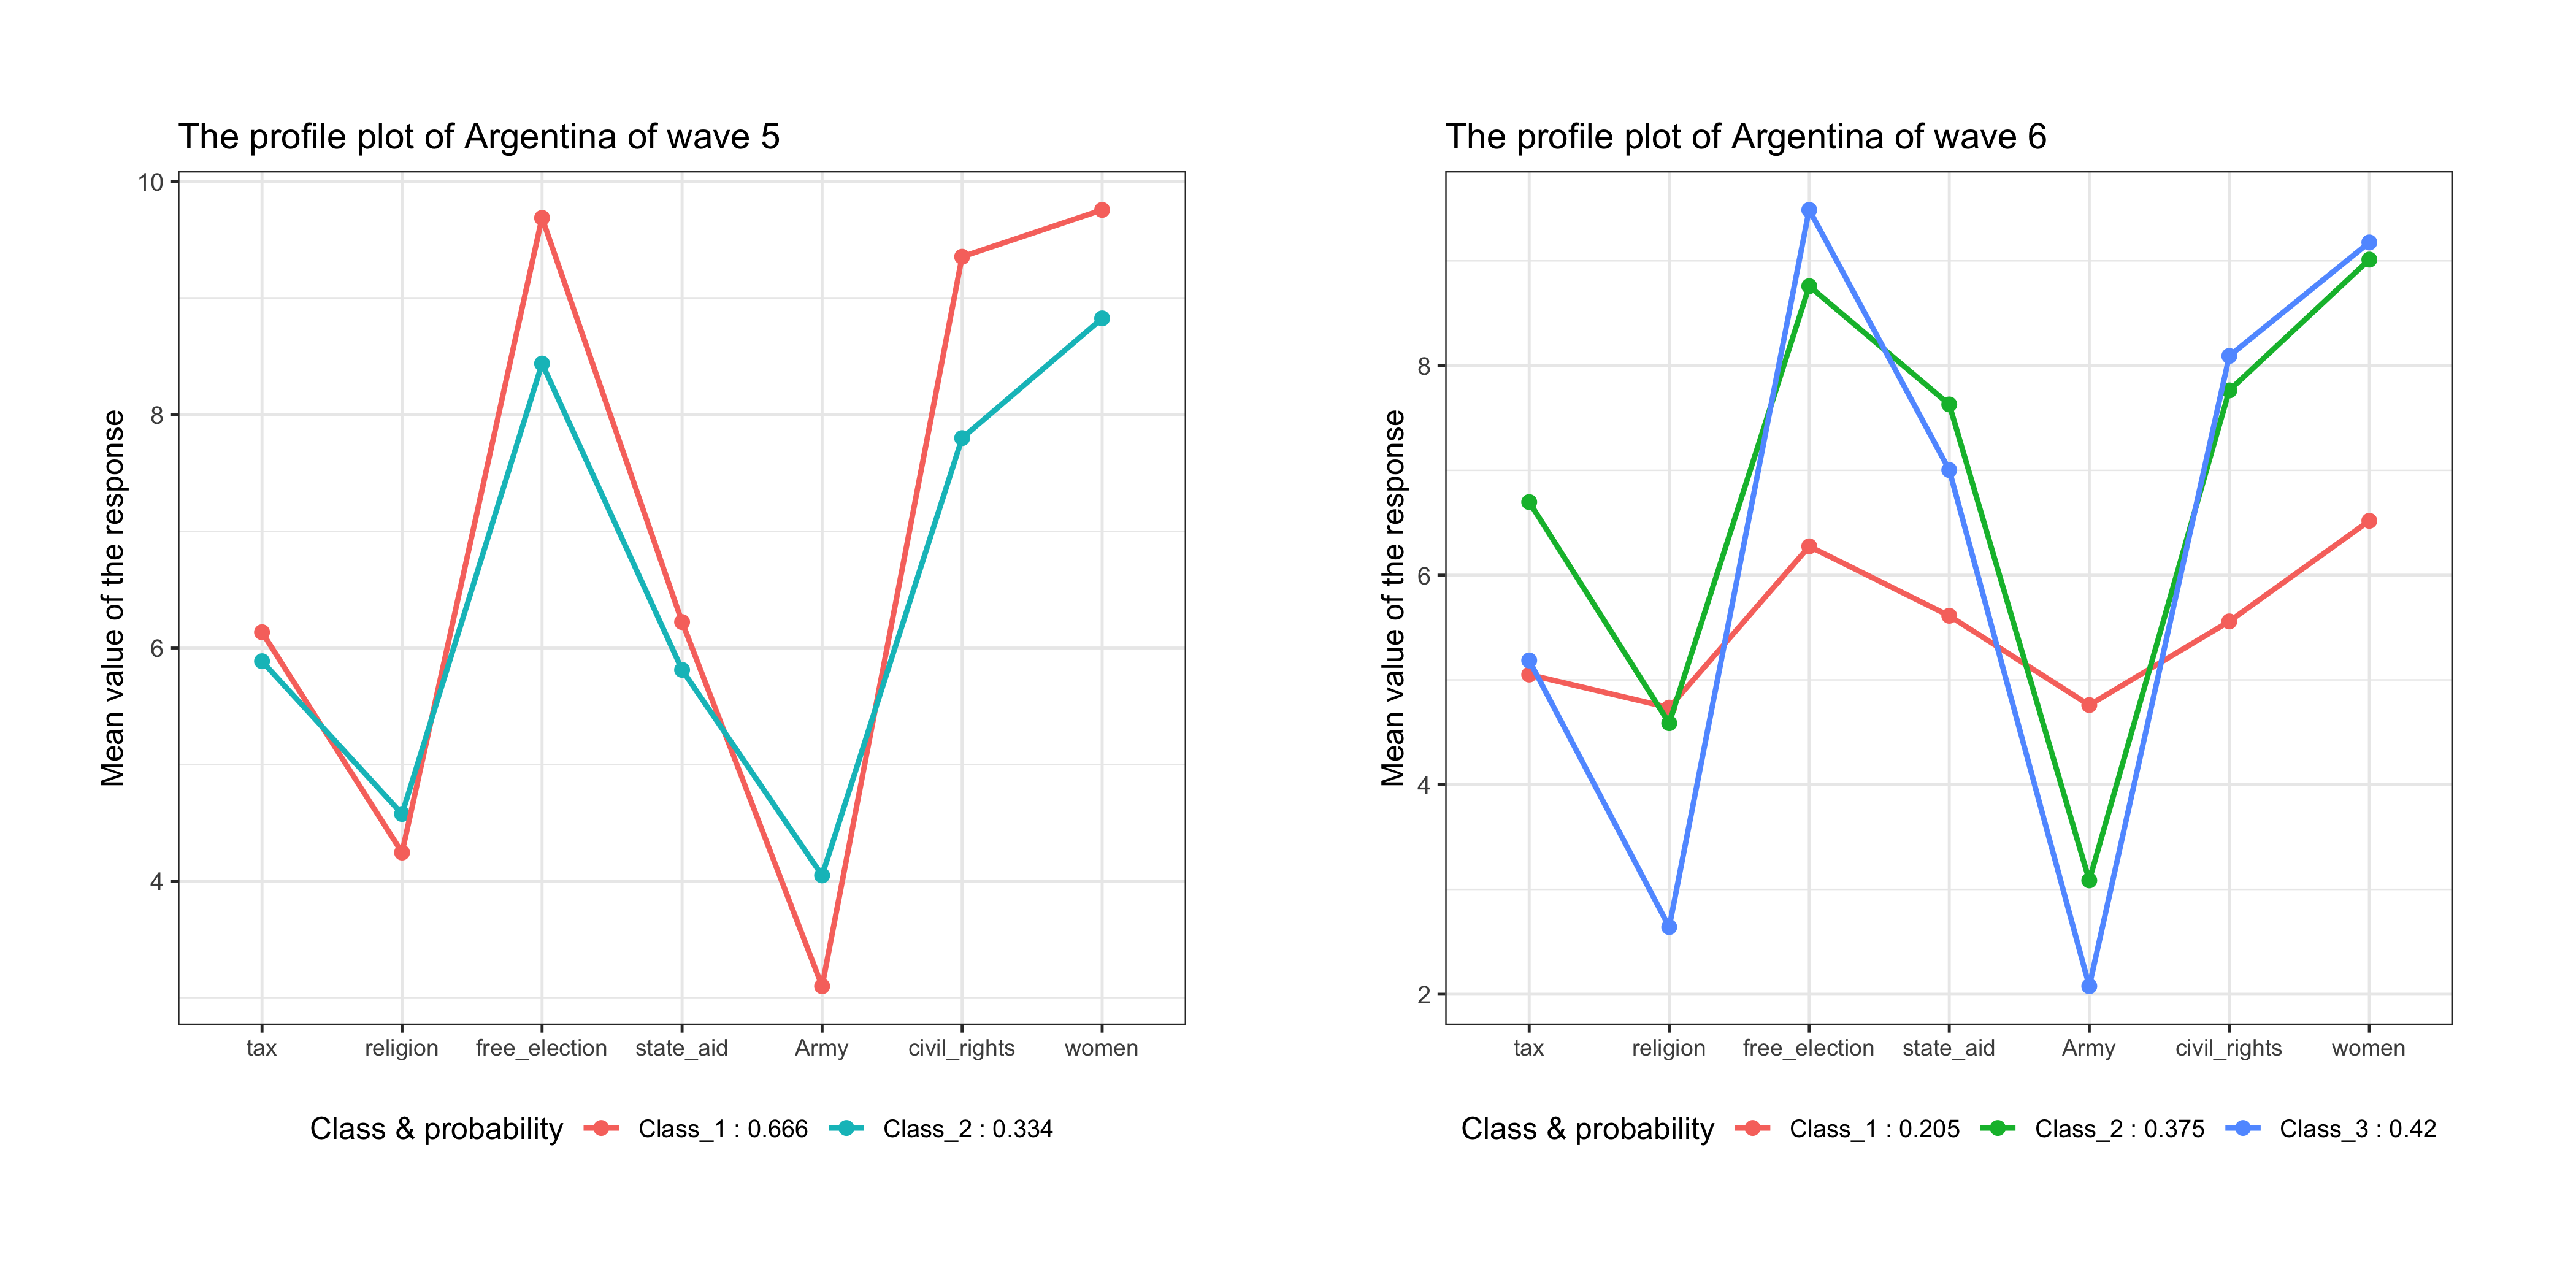 The profile plot of Argentina of wave 5
Mean value of the response
10
8
6
4
tax religion free_election state_aid Army civil_rights women
Class & probability Class_1 : 0.666 Class_2 : 0.334
The profile plot of Argentina of wave 6
Mean value of the response
8
6
4
2
tax religion free_election state_aid Army civil_rights women
Class & probability Class_1 : 0.205 Class_2 : 0.375 Class_3 : 0.42